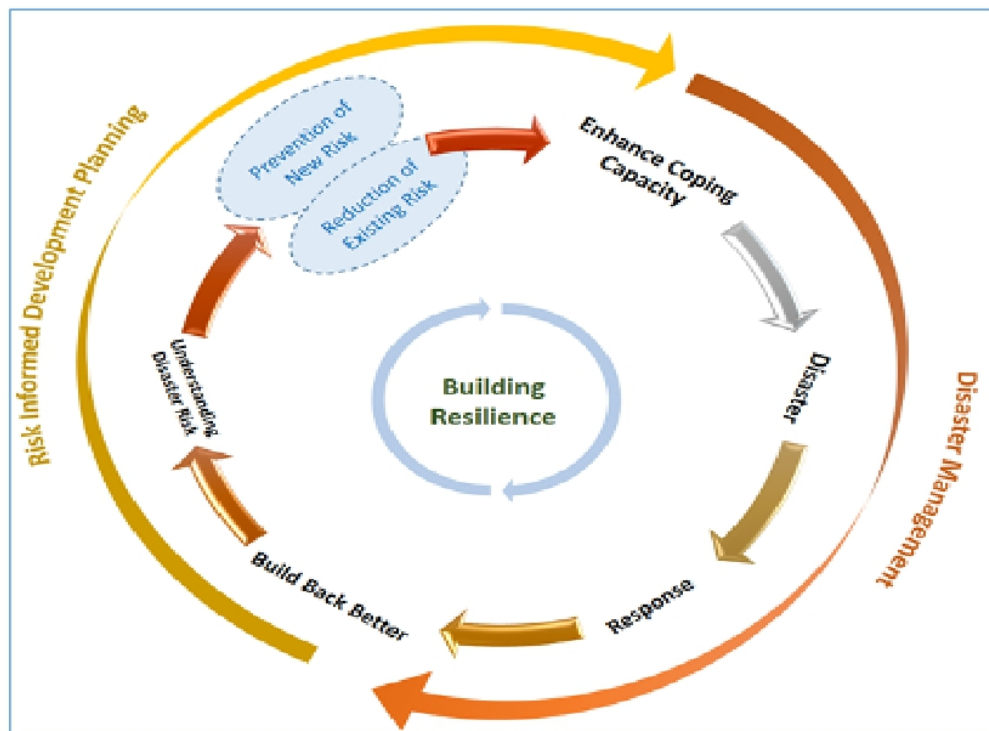 Risk Informed Development Planning
Prevention of
New Risk
Reduction of
Existing Risk
Enhance Coping
Capacity
Disaster
Disaster Management
Response
Build Back Better
Understanding
Disaster Risk
Building
Resilience